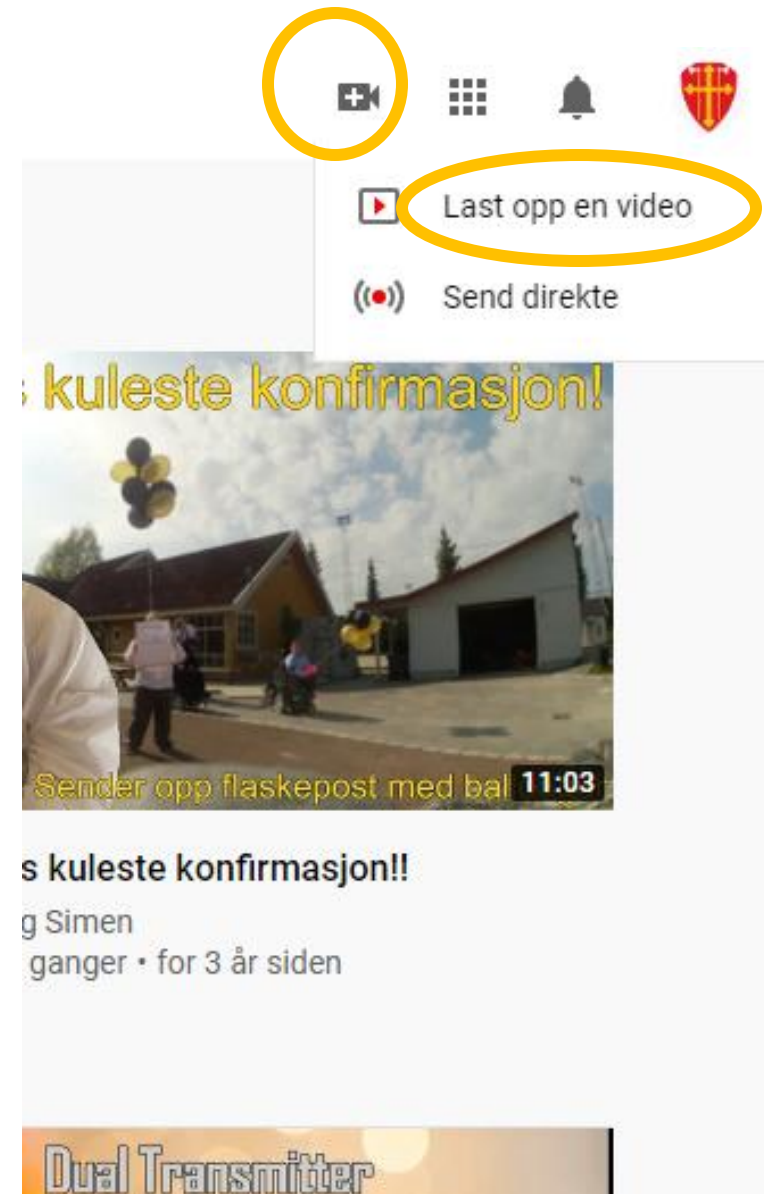 Last opp en video
Send direkte
s kuleste konfirmasjon!
Sender opp flaskepost med bal
11:03
s kuleste konfirmasjon!!
g Simen
ganger • for 3 år siden
Dual Transmitter